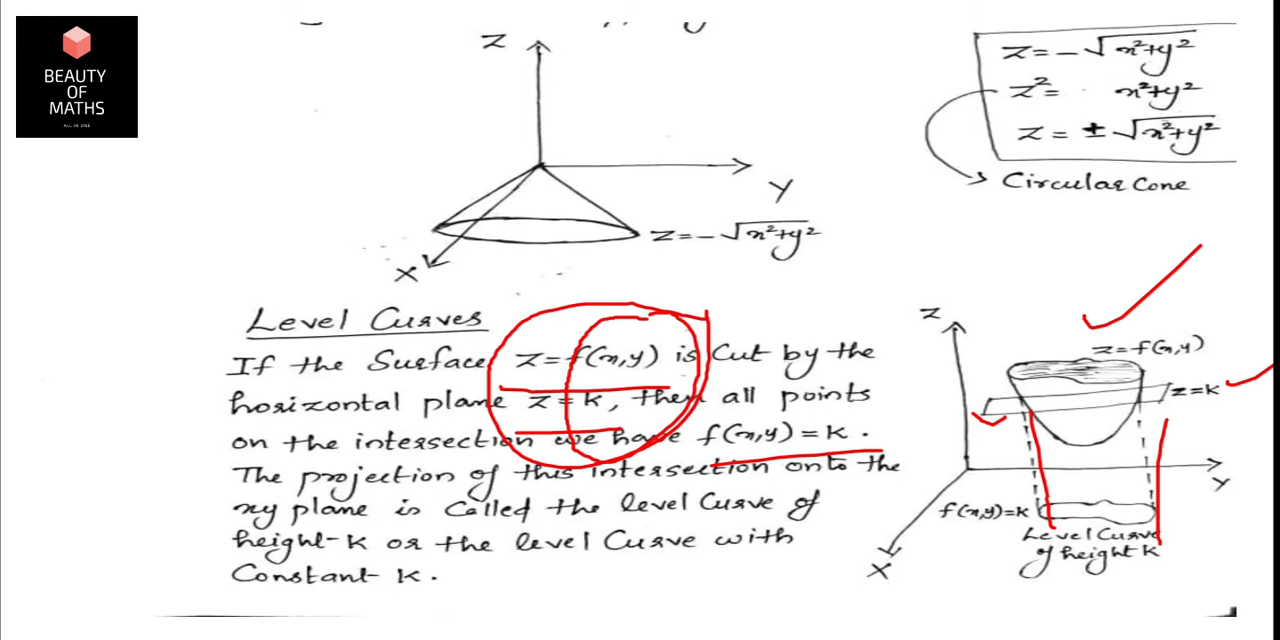 BEAUTY
OF
MATHS
ALL IN ONE
Z
Y
X
z=-√x²+y²
z=-√x²+y²
z²= x²+y²
z=±√x²+y²
Circular Cone
Level Curves
If the Surface z=f(x,y) is Cut by the
horizontal plane z=k, then all points
on the intersection we have f(x,y)=k.
The projection of this intersection onto the
xy plane is called the level Curve of
height-k or the level Curve with
Constant k.
Z
z=f(x,y)
z=k
Y
f(x,y)=k
Level Curve
of height k
X